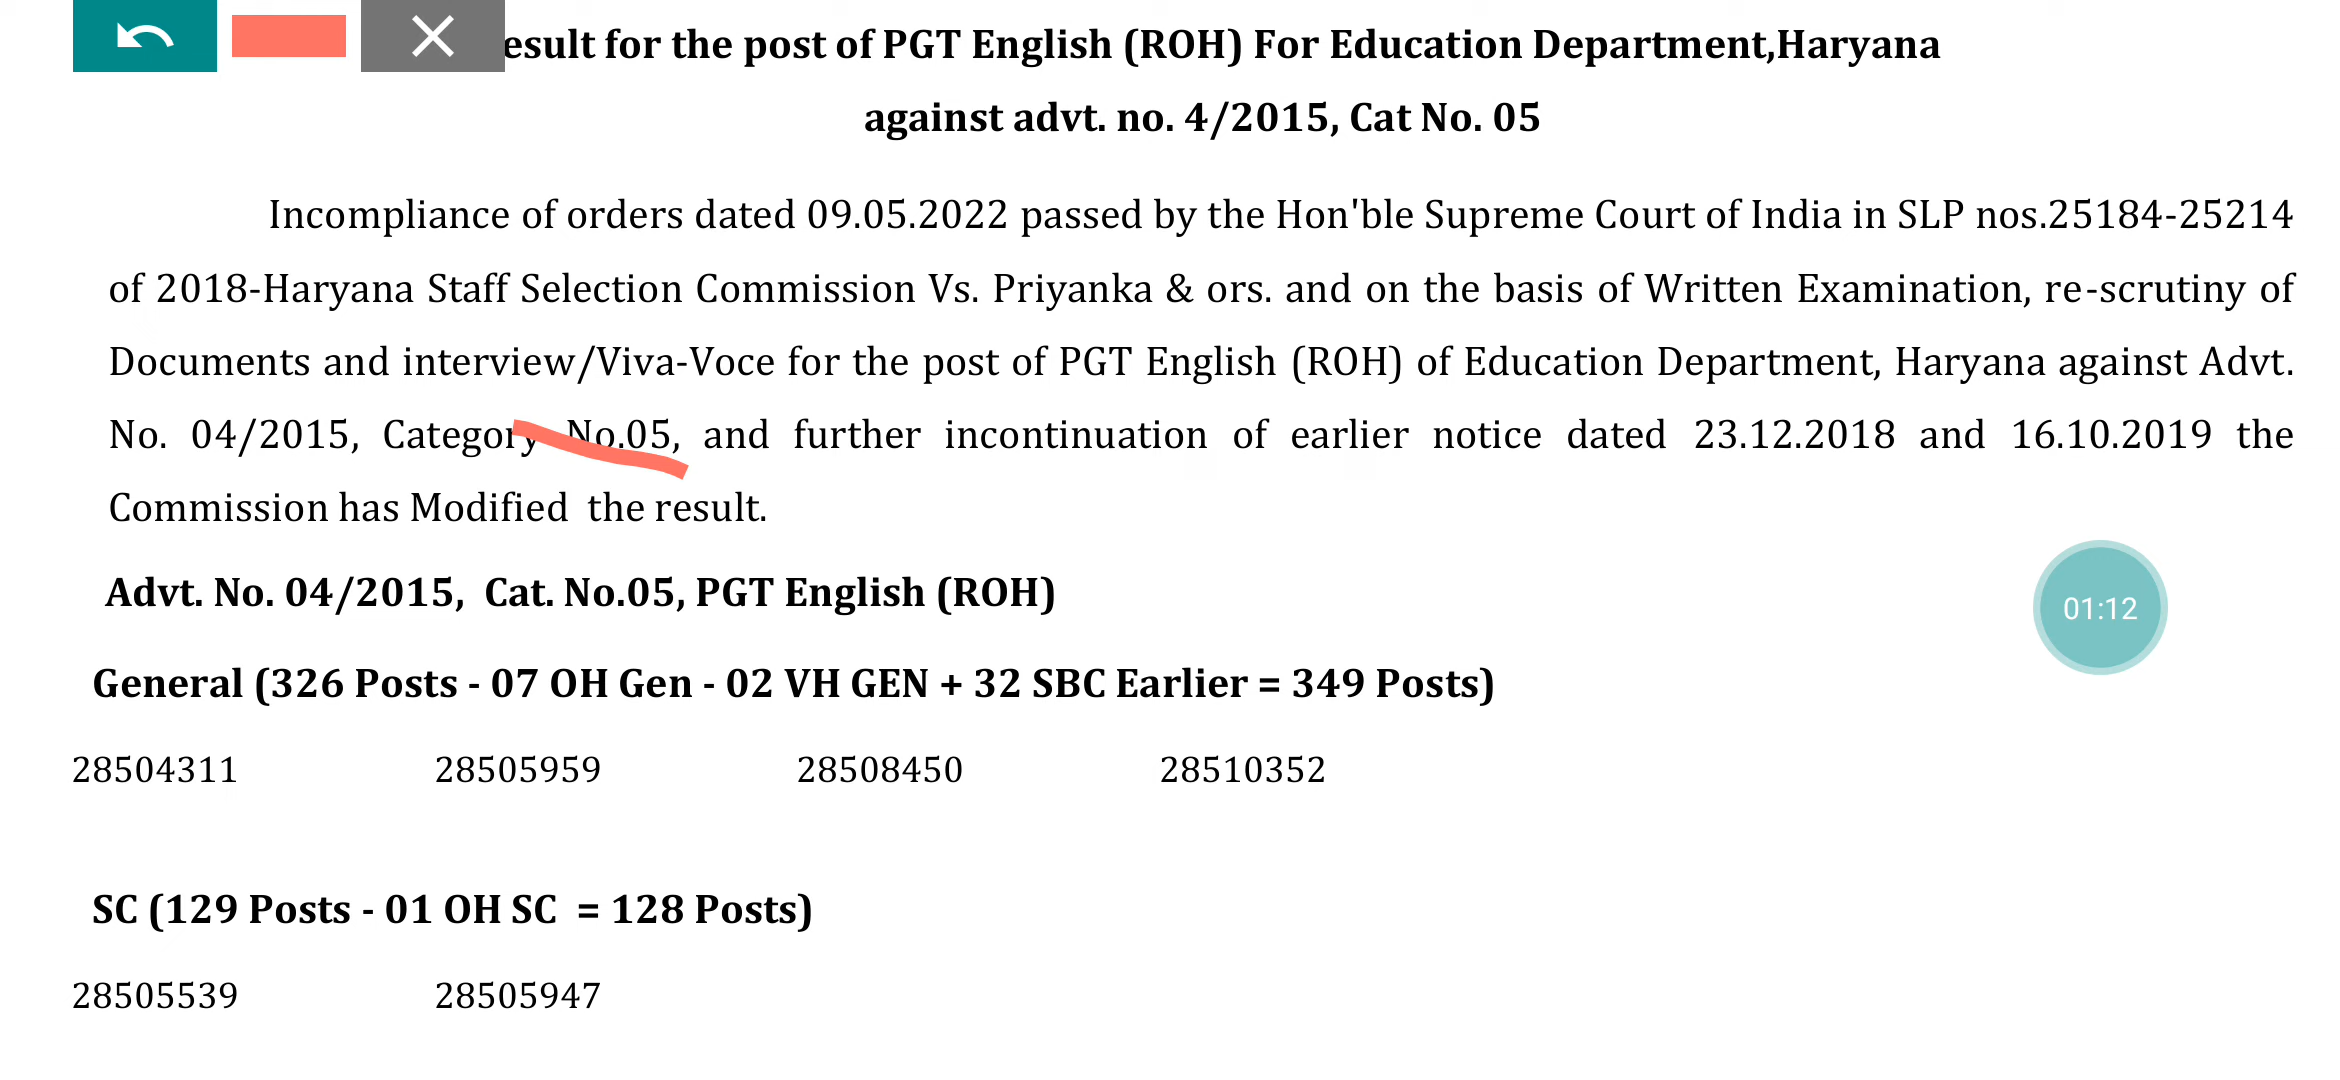 esult for the post of PGT English (ROH) For Education Department,Haryana
against advt. no. 4/2015, Cat No. 05
Incompliance of orders dated 09.05.2022 passed by the Hon'ble Supreme Court of India in SLP nos.25184-25214
of 2018-Haryana Staff Selection Commission Vs. Priyanka & ors. and on the basis of Written Examination, re-scrutiny of
Documents and interview/Viva-Voce for the post of PGT English (ROH) of Education Department, Haryana against Advt.
No. 04/2015, Category No.05, and further incontinuation of earlier notice dated 23.12.2018 and 16.10.2019 the
Commission has Modified the result.
Advt. No. 04/2015, Cat. No.05, PGT English (ROH)
01:12
General (326 Posts - 07 OH Gen - 02 VH GEN + 32 SBC Earlier = 349 Posts)
28504311 28505959 28508450 28510352
SC (129 Posts - 01 OH SC = 128 Posts)
28505539 28505947